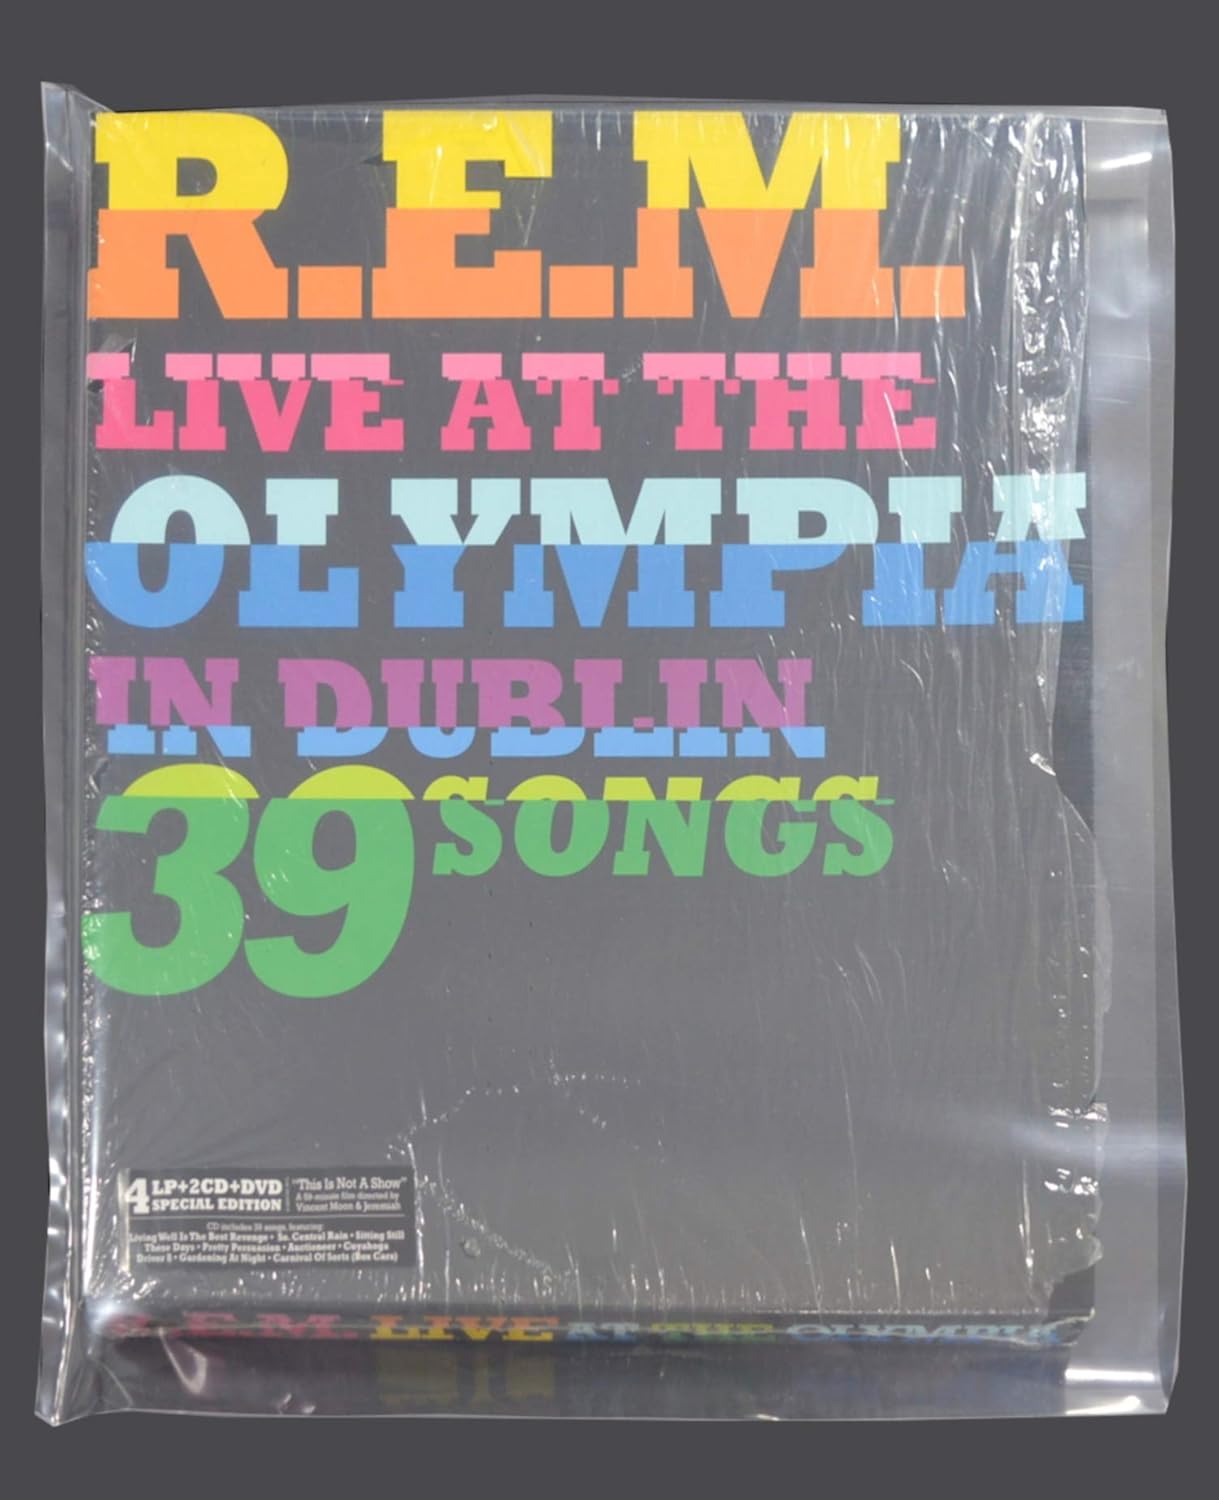 R.E.M.
LIVE AT THE
OLYMPIA
IN DUBLIN
39 SONGS
4 LP+2CD+DVD
SPECIAL EDITION
"This Is Not A Show"
A 59-minute film directed by
Vincent Moon & Jeremiah
CD includes 39 songs, featuring:
Living Well Is The Best Revenge • So. Central Rain • Sitting Still
These Days • Pretty Persuasion • Auctioneer • Cuyahoga
Driver 8 • Gardening At Night • Carnival Of Sorts (Box Cars)
R.E.M. LIVE AT THE OLYMPIA